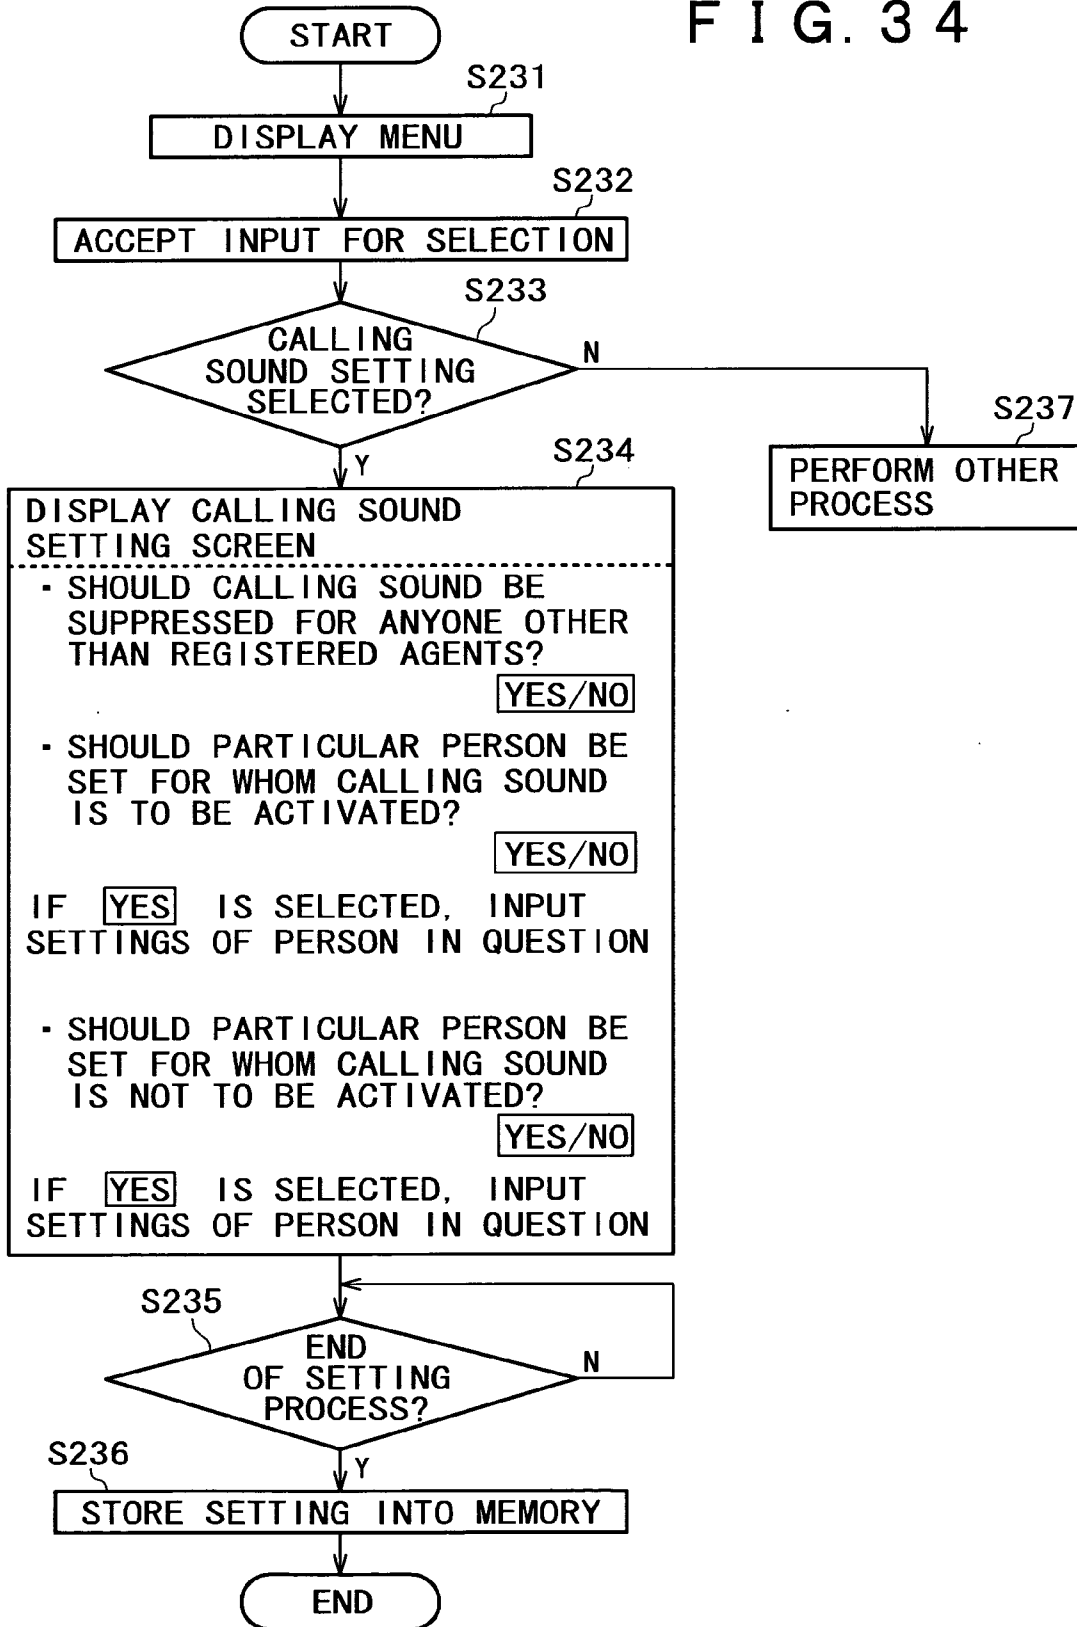 FIG. 34
START
S231
DISPLAY MENU
S232
ACCEPT INPUT FOR SELECTION
S233
CALLING
SOUND SETTING
SELECTED?
N
Y
S237
PERFORM OTHER
PROCESS
S234
DISPLAY CALLING SOUND
SETTING SCREEN
- SHOULD CALLING SOUND BE
SUPPRESSED FOR ANYONE OTHER
THAN REGISTERED AGENTS?
YES/NO
- SHOULD PARTICULAR PERSON BE
SET FOR WHOM CALLING SOUND
IS TO BE ACTIVATED?
YES/NO
IF YES IS SELECTED, INPUT
SETTINGS OF PERSON IN QUESTION
- SHOULD PARTICULAR PERSON BE
SET FOR WHOM CALLING SOUND
IS NOT TO BE ACTIVATED?
YES/NO
IF YES IS SELECTED, INPUT
SETTINGS OF PERSON IN QUESTION
S235
END
OF SETTING
PROCESS?
N
Y
S236
STORE SETTING INTO MEMORY
END